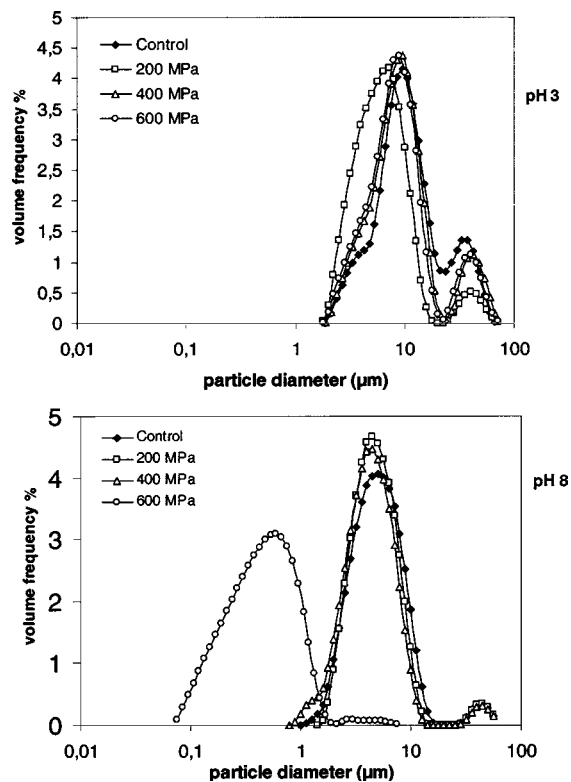 5
4,5
4
3,5
3
2,5
2
1,5
1
0,5
0
volume frequency %
Control
200 MPa
400 MPa
600 MPa
pH 3
0,01 0,1 1 10 100
particle diameter (µm)
5
4
3
2
1
0
volume frequency %
Control
200 MPa
400 MPa
600 MPa
pH 8
0,01 0,1 1 10 100
particle diameter (µm)